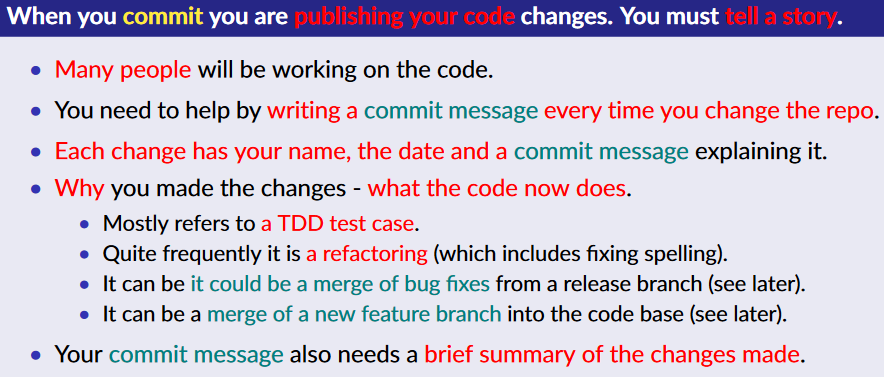 When you commit you are publishing your code changes. You must tell a story.
Many people will be working on the code.
You need to help by writing a commit message every time you change the repo.
Each change has your name, the date and a commit message explaining it.
Why you made the changes - what the code now does.
Mostly refers to a TDD test case.
Quite frequently it is a refactoring (which includes fixing spelling).
It can be it could be a merge of bug fixes from a release branch (see later).
It can be a merge of a new feature branch into the code base (see later).
Your commit message also needs a brief summary of the changes made.